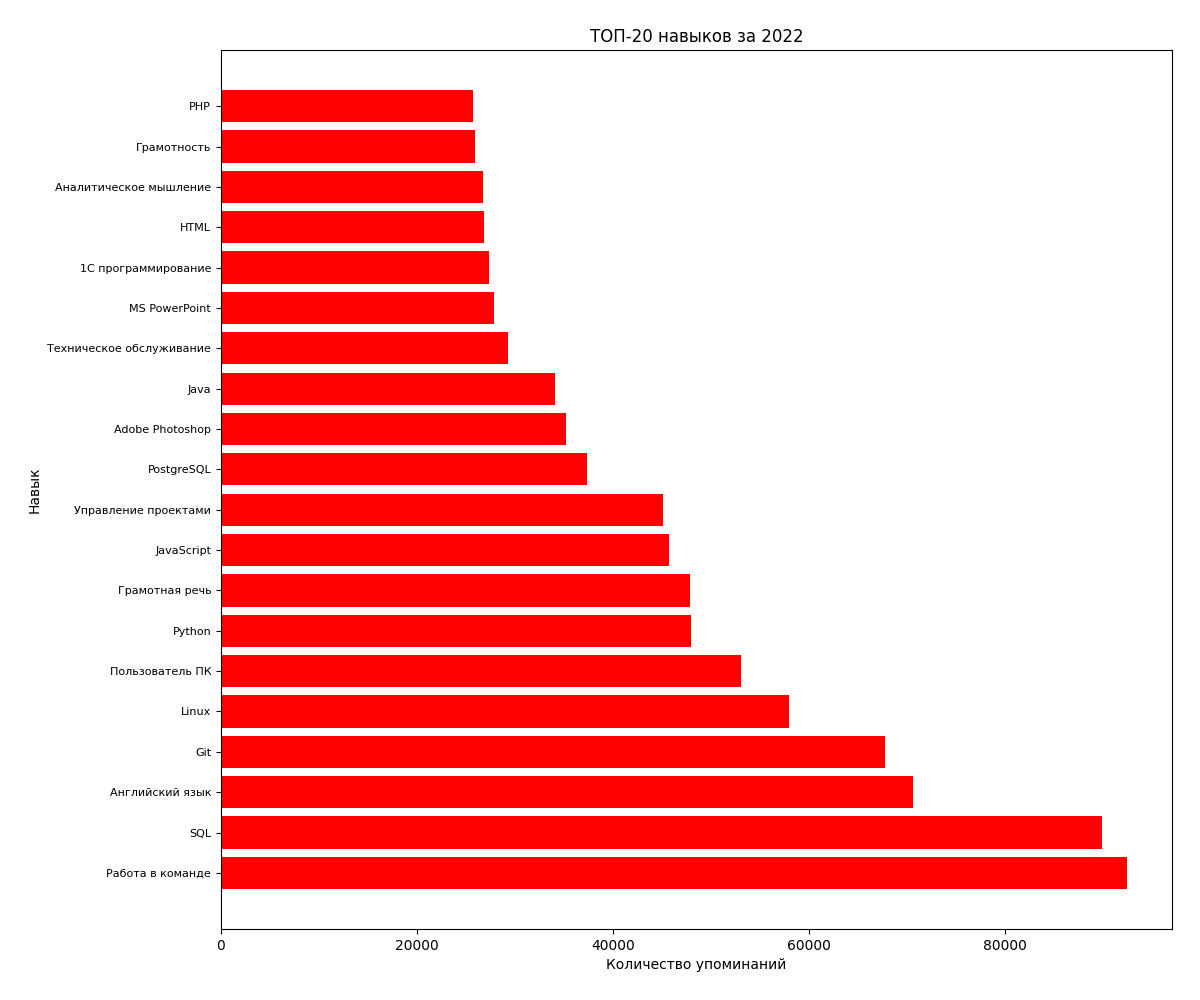 ТОП-20 навыков за 2022
PHP
Грамотность
Аналитическое мышление
HTML
1С программирование
MS PowerPoint
Техническое обслуживание
Java
Adobe Photoshop
PostgreSQL
Управление проектами
JavaScript
Грамотная речь
Python
Пользователь ПК
Linux
Git
Английский язык
SQL
Работа в команде
Навык
0 20000 40000 60000 80000
Количество упоминаний